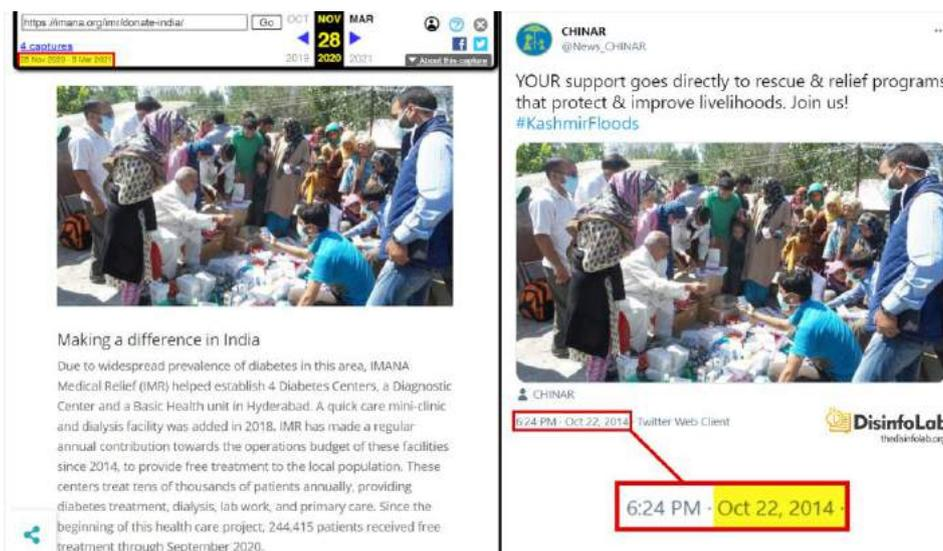 https://imana.org/imr/donate-india/
Go
OCT NOV MAR
28
2019 2020 2021
4 captures
28 Nov 2020 - 8 Mar 2021
About this capture
Making a difference in India
Due to widespread prevalence of diabetes in this area, IMANA
Medical Relief (IMR) helped establish 4 Diabetes Centers, a Diagnostic
Center and a Basic Health unit in Hyderabad. A quick care mini-clinic
and dialysis facility was added in 2018. IMR has made a regular
annual contribution towards the operations budget of these facilities
since 2014, to provide free treatment to the local population. These
centers treat tens of thousands of patients annually, providing
diabetes treatment, dialysis, lab work, and primary care. Since the
beginning of this health care project, 244,415 patients received free
treatment through September 2020.
CHINAR
@News_CHINAR
YOUR support goes directly to rescue & relief programs
that protect & improve livelihoods. Join us!
#KashmirFloods
CHINAR
6:24 PM · Oct 22, 2014 · Twitter Web Client
DisinfoLab
thedisinfolab.org
6:24 PM · Oct 22, 2014 ·